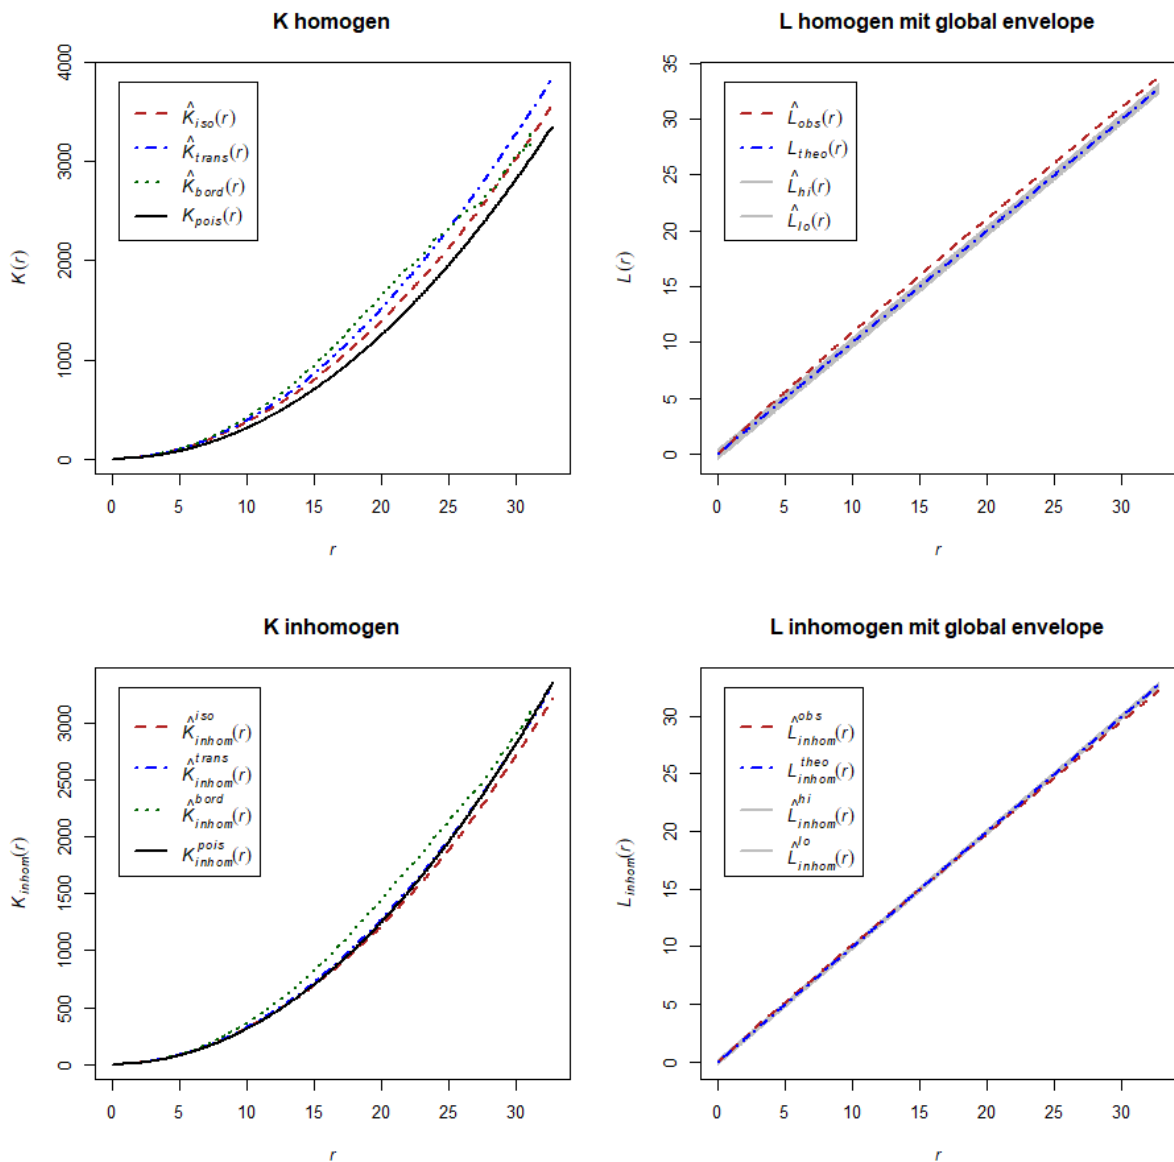 K homogen
K(r)
4000
3000
2000
1000
0
K̂iso(r)
K̂trans(r)
K̂bord(r)
Kpois(r)
0 5 10 15 20 25 30
r
L homogen mit global envelope
L(r)
35
30
25
20
15
10
5
0
L̂obs(r)
Ltheo(r)
L̂hi(r)
L̂lo(r)
0 5 10 15 20 25 30
r
K inhomogen
Kinhom(r)
3000
2500
2000
1500
1000
500
0
K̂inhom^iso(r)
K̂inhom^trans(r)
K̂inhom^bord(r)
Kinhom^pois(r)
0 5 10 15 20 25 30
r
L inhomogen mit global envelope
Linhom(r)
30
25
20
15
10
5
0
L̂inhom^obs(r)
Linhom^theo(r)
L̂inhom^hi(r)
L̂inhom^lo(r)
0 5 10 15 20 25 30
r